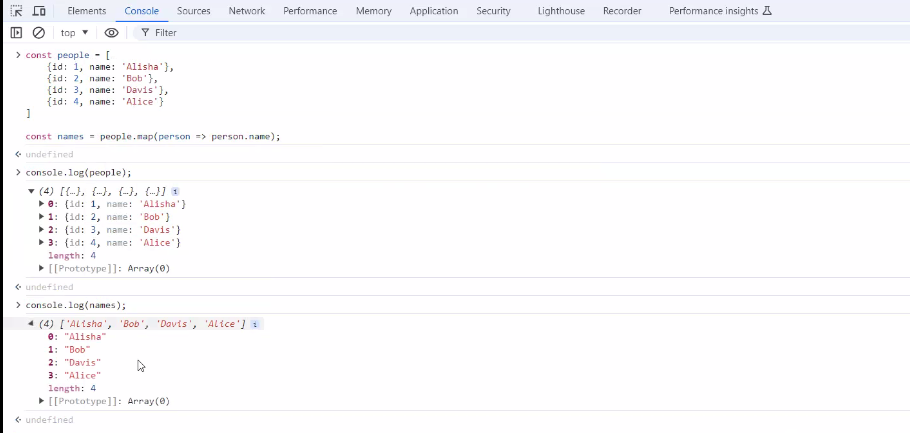 Elements Console Sources Network Performance Memory Application Security Lighthouse Recorder Performance insights
top Filter
const people = [
{id: 1, name: 'Alisha'},
{id: 2, name: 'Bob'},
{id: 3, name: 'Davis'},
{id: 4, name: 'Alice'}
]
const names = people.map(person => person.name);
undefined
console.log(people);
(4) [{…}, {…}, {…}, {…}] i
0: {id: 1, name: 'Alisha'}
1: {id: 2, name: 'Bob'}
2: {id: 3, name: 'Davis'}
3: {id: 4, name: 'Alice'}
length: 4
[[Prototype]]: Array(0)
undefined
console.log(names);
(4) ['Alisha', 'Bob', 'Davis', 'Alice'] i
0: "Alisha"
1: "Bob"
2: "Davis"
3: "Alice"
length: 4
[[Prototype]]: Array(0)
undefined